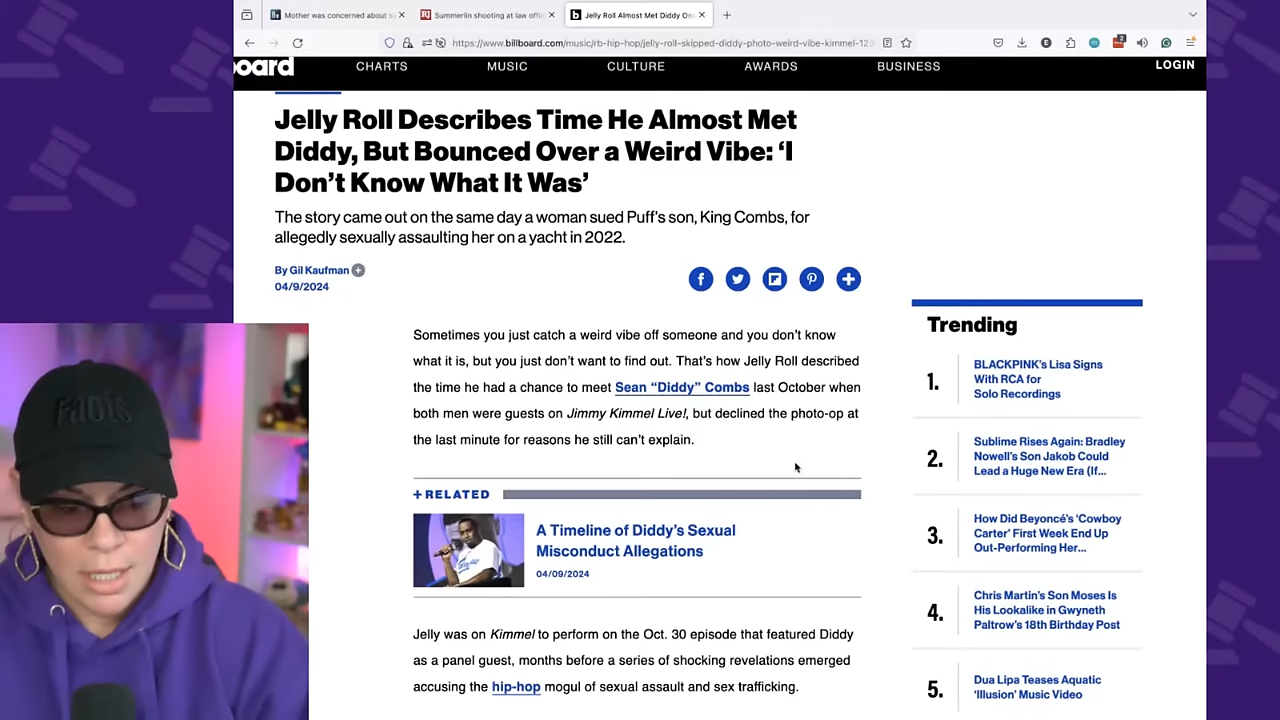 Mother was concerned about s
Summerlin shooting at law offic
Jelly Roll Almost Met Diddy On
https://www.billboard.com/music/rb-hip-hop/jelly-roll-skipped-diddy-photo-weird-vibe-kimmel-123
2
board
CHARTS
MUSIC
CULTURE
AWARDS
BUSINESS
LOGIN
Jelly Roll Describes Time He Almost Met
Diddy, But Bounced Over a Weird Vibe: ‘I
Don’t Know What It Was’
The story came out on the same day a woman sued Puff's son, King Combs, for
allegedly sexually assaulting her on a yacht in 2022.
By Gil Kaufman
04/9/2024
Sometimes you just catch a weird vibe off someone and you don’t know
what it is, but you just don’t want to find out. That’s how Jelly Roll described
the time he had a chance to meet Sean “Diddy” Combs last October when
both men were guests on Jimmy Kimmel Live!, but declined the photo-op at
the last minute for reasons he still can’t explain.
+ RELATED
A Timeline of Diddy’s Sexual
Misconduct Allegations
04/09/2024
Jelly was on Kimmel to perform on the Oct. 30 episode that featured Diddy
as a panel guest, months before a series of shocking revelations emerged
accusing the hip-hop mogul of sexual assault and sex trafficking.
Trending
1.
BLACKPINK’s Lisa Signs
With RCA for
Solo Recordings
2.
Sublime Rises Again: Bradley
Nowell’s Son Jakob Could
Lead a Huge New Era (If...
3.
How Did Beyoncé’s ‘Cowboy
Carter’ First Week End Up
Out-Performing Her...
4.
Chris Martin’s Son Moses Is
His Lookalike in Gwyneth
Paltrow’s 18th Birthday Post
5.
Dua Lipa Teases Aquatic
‘Illusion’ Music Video
Facts